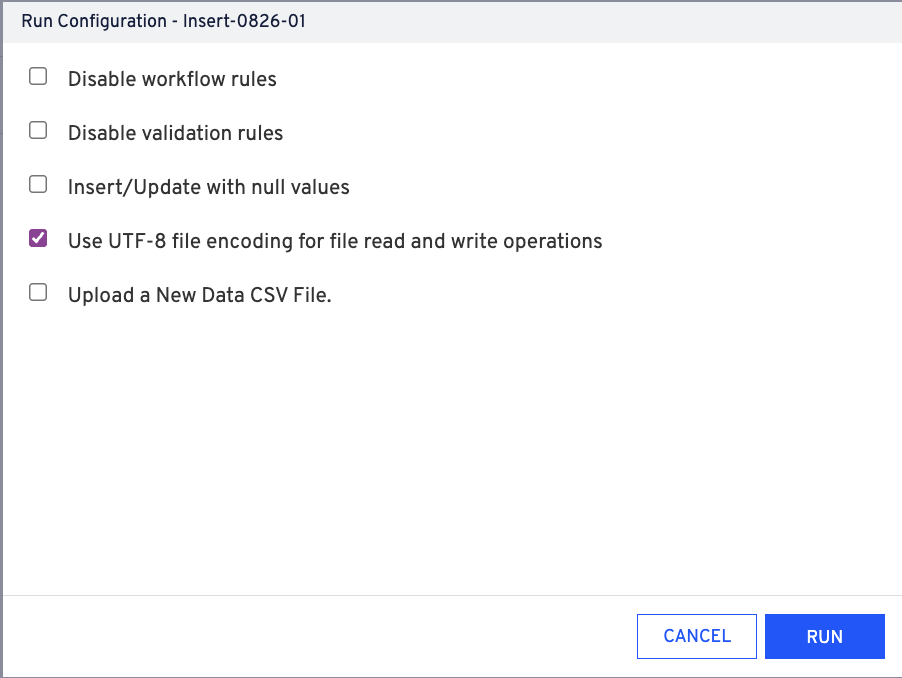 Run Configuration - Insert-0826-01
Disable workflow rules
Disable validation rules
Insert/Update with null values
Use UTF-8 file encoding for file read and write operations
Upload a New Data CSV File.
CANCEL
RUN